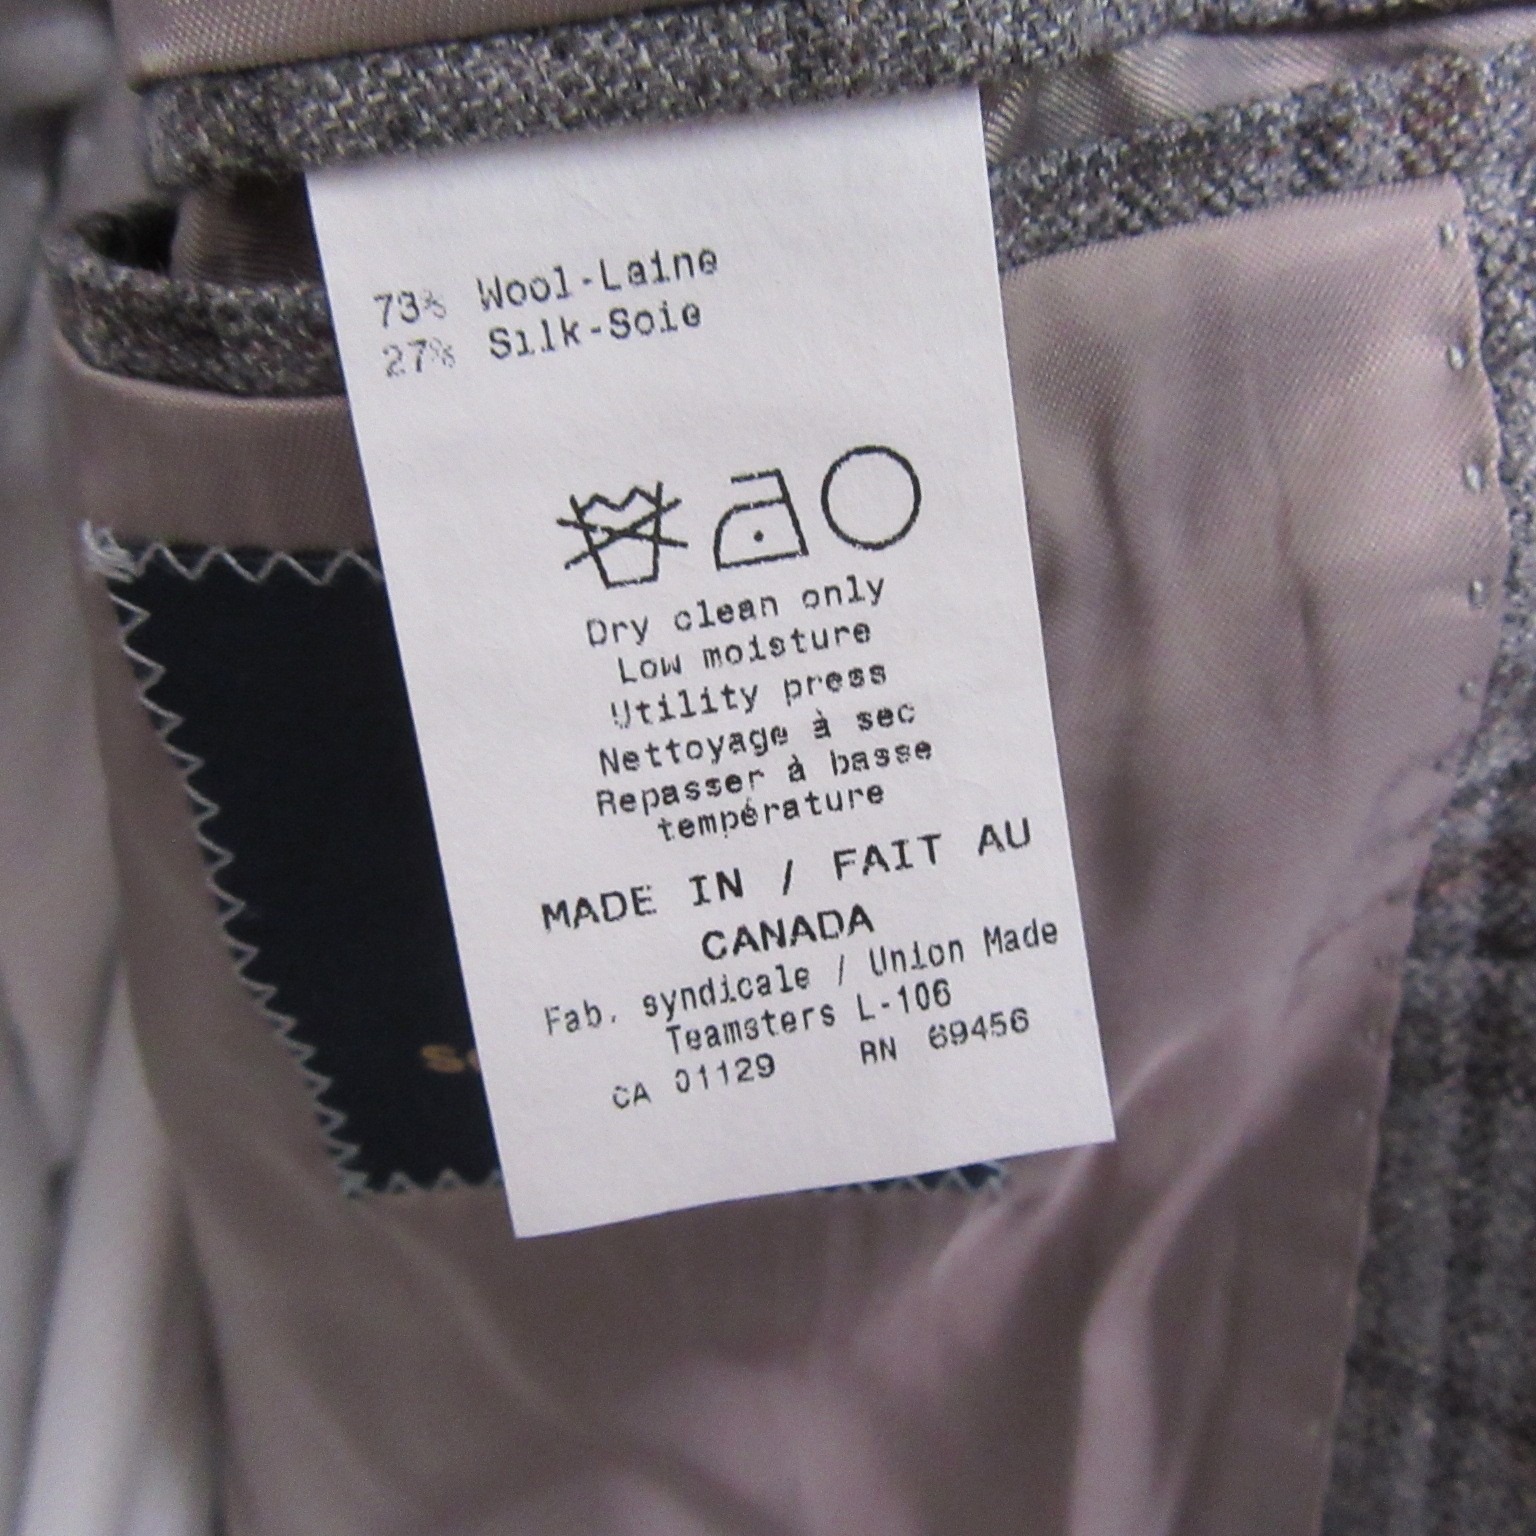 73% Wool-Laine
27% Silk-Soie
Dry clean only
Low moisture
Utility press
Nettoyage à sec
Repasser à basse
température
MADE IN / FAIT AU
CANADA
Fab. syndicale / Union Made
Teamsters L-106
CA 01129 RN 69456